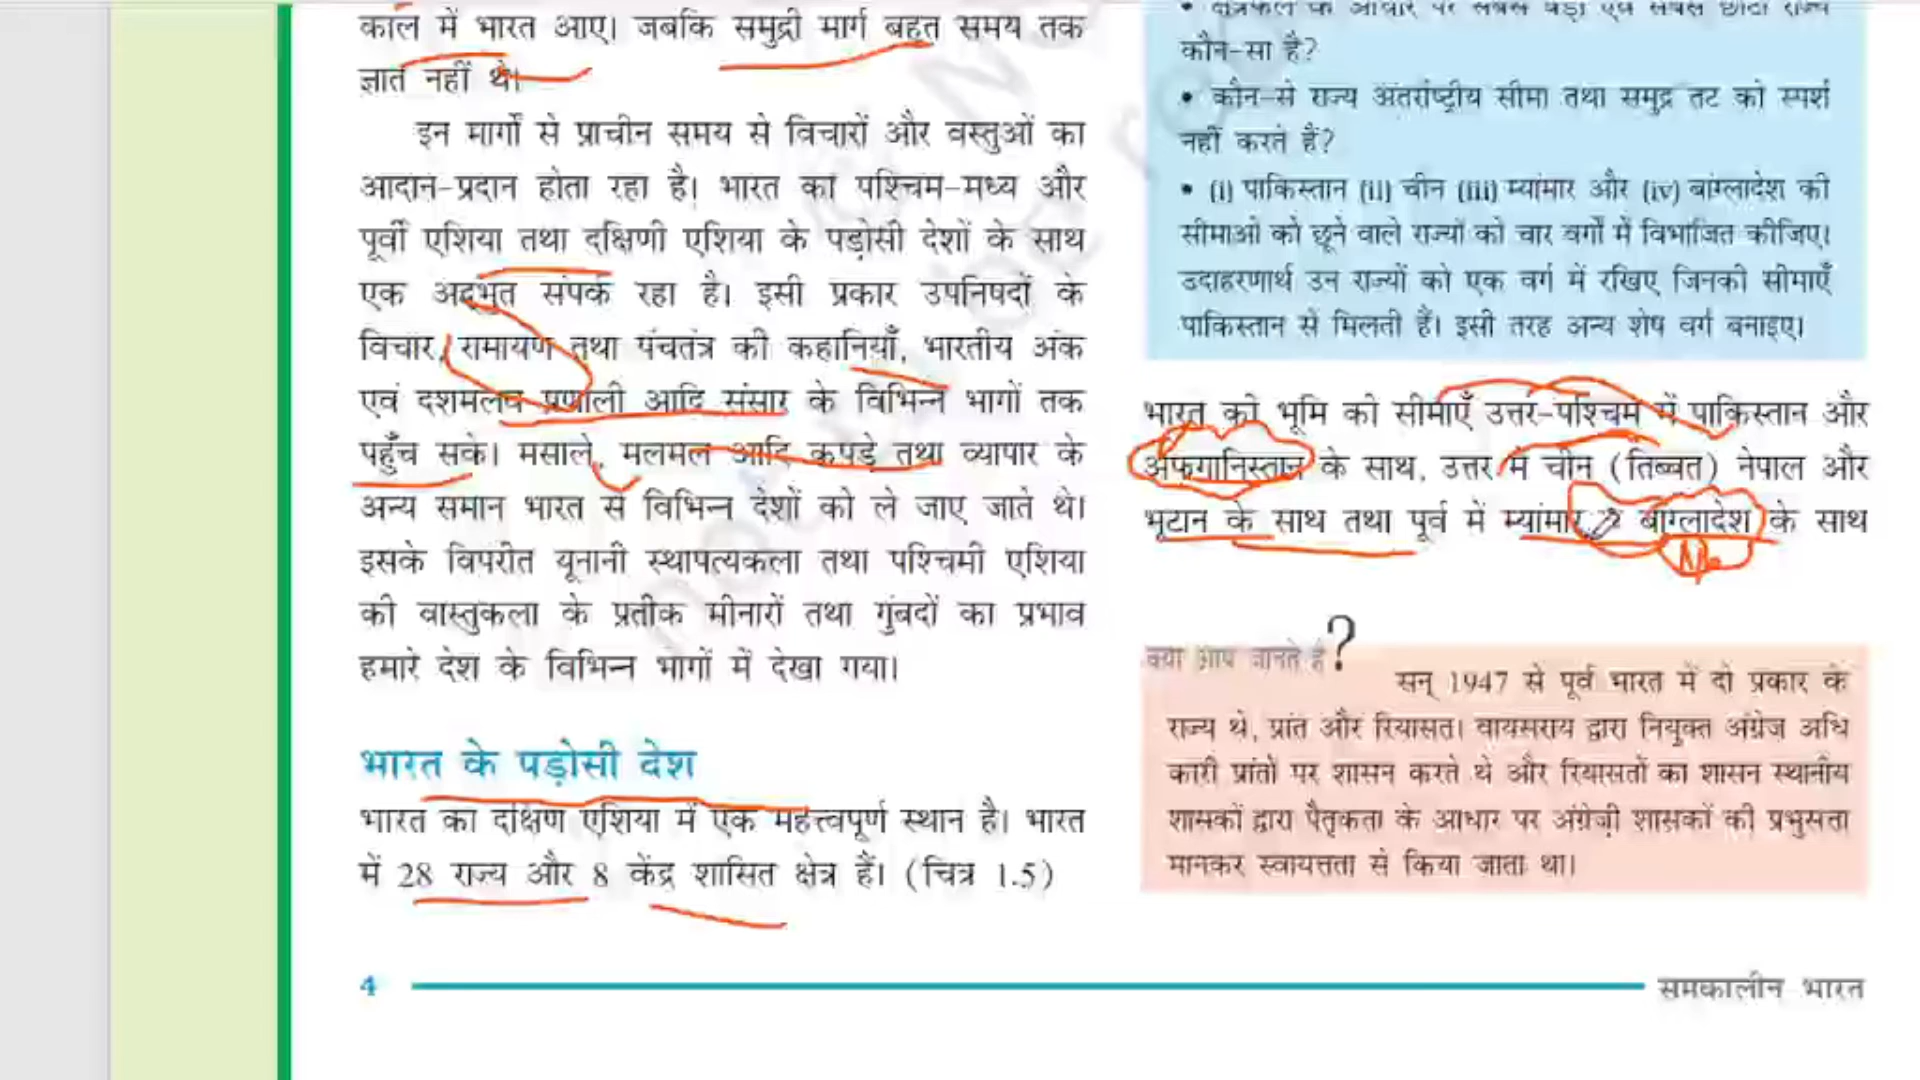 काल में भारत आए। जबकि समुद्री मार्ग बहुत समय तक
ज्ञात नहीं थे।
इन मार्गों से प्राचीन समय से विचारों और वस्तुओं का
आदान-प्रदान होता रहा है। भारत का पश्चिम-मध्य और
पूर्वी एशिया तथा दक्षिणी एशिया के पड़ोसी देशों के साथ
एक अद्भुत संपर्क रहा है। इसी प्रकार उपनिषदों के
विचार, रामायण तथा पंचतंत्र की कहानियाँ, भारतीय अंक
एवं दशमलव प्रणाली आदि संसार के विभिन्न भागों तक
पहुँच सके। मसाले, मलमल आदि कपड़े तथा व्यापार के
अन्य समान भारत से विभिन्न देशों को ले जाए जाते थे।
इसके विपरीत यूनानी स्थापत्यकला तथा पश्चिमी एशिया
की वास्तुकला के प्रतीक मीनारों तथा गुंबदों का प्रभाव
हमारे देश के विभिन्न भागों में देखा गया।
भारत के पड़ोसी देश
भारत का दक्षिण एशिया में एक महत्त्वपूर्ण स्थान है। भारत
में 28 राज्य और 8 केंद्र शासित क्षेत्र हैं। (चित्र 1.5)
• क्षेत्रफल के आधार पर सबसे बड़ा एवं सबसे छोटा राज्य
कौन-सा है?
• कौन-से राज्य अंतर्राष्ट्रीय सीमा तथा समुद्र तट को स्पर्श
नहीं करते हैं?
• (i) पाकिस्तान (ii) चीन (iii) म्यांमार और (iv) बांग्लादेश की
सीमाओं को छूने वाले राज्यों को चार वर्गों में विभाजित कीजिए।
उदाहरणार्थ उन राज्यों को एक वर्ग में रखिए जिनकी सीमाएँ
पाकिस्तान से मिलती हैं। इसी तरह अन्य शेष वर्ग बनाइए।
भारत की भूमि की सीमाएँ उत्तर-पश्चिम में पाकिस्तान और
अफगानिस्तान के साथ, उत्तर में चीन (तिब्बत) नेपाल और
भूटान के साथ तथा पूर्व में म्यांमार व बांग्लादेश के साथ
क्या आप जानते हैं?
सन् 1947 से पूर्व भारत में दो प्रकार के
राज्य थे, प्रांत और रियासत। वायसराय द्वारा नियुक्त अंग्रेज अधि
कारी प्रांतों पर शासन करते थे और रियासतों का शासन स्थानीय
शासकों द्वारा पैतृकता के आधार पर अंग्रेज़ी शासकों की प्रभुसत्ता
मानकर स्वायत्तता से किया जाता था।
4
समकालीन भारत